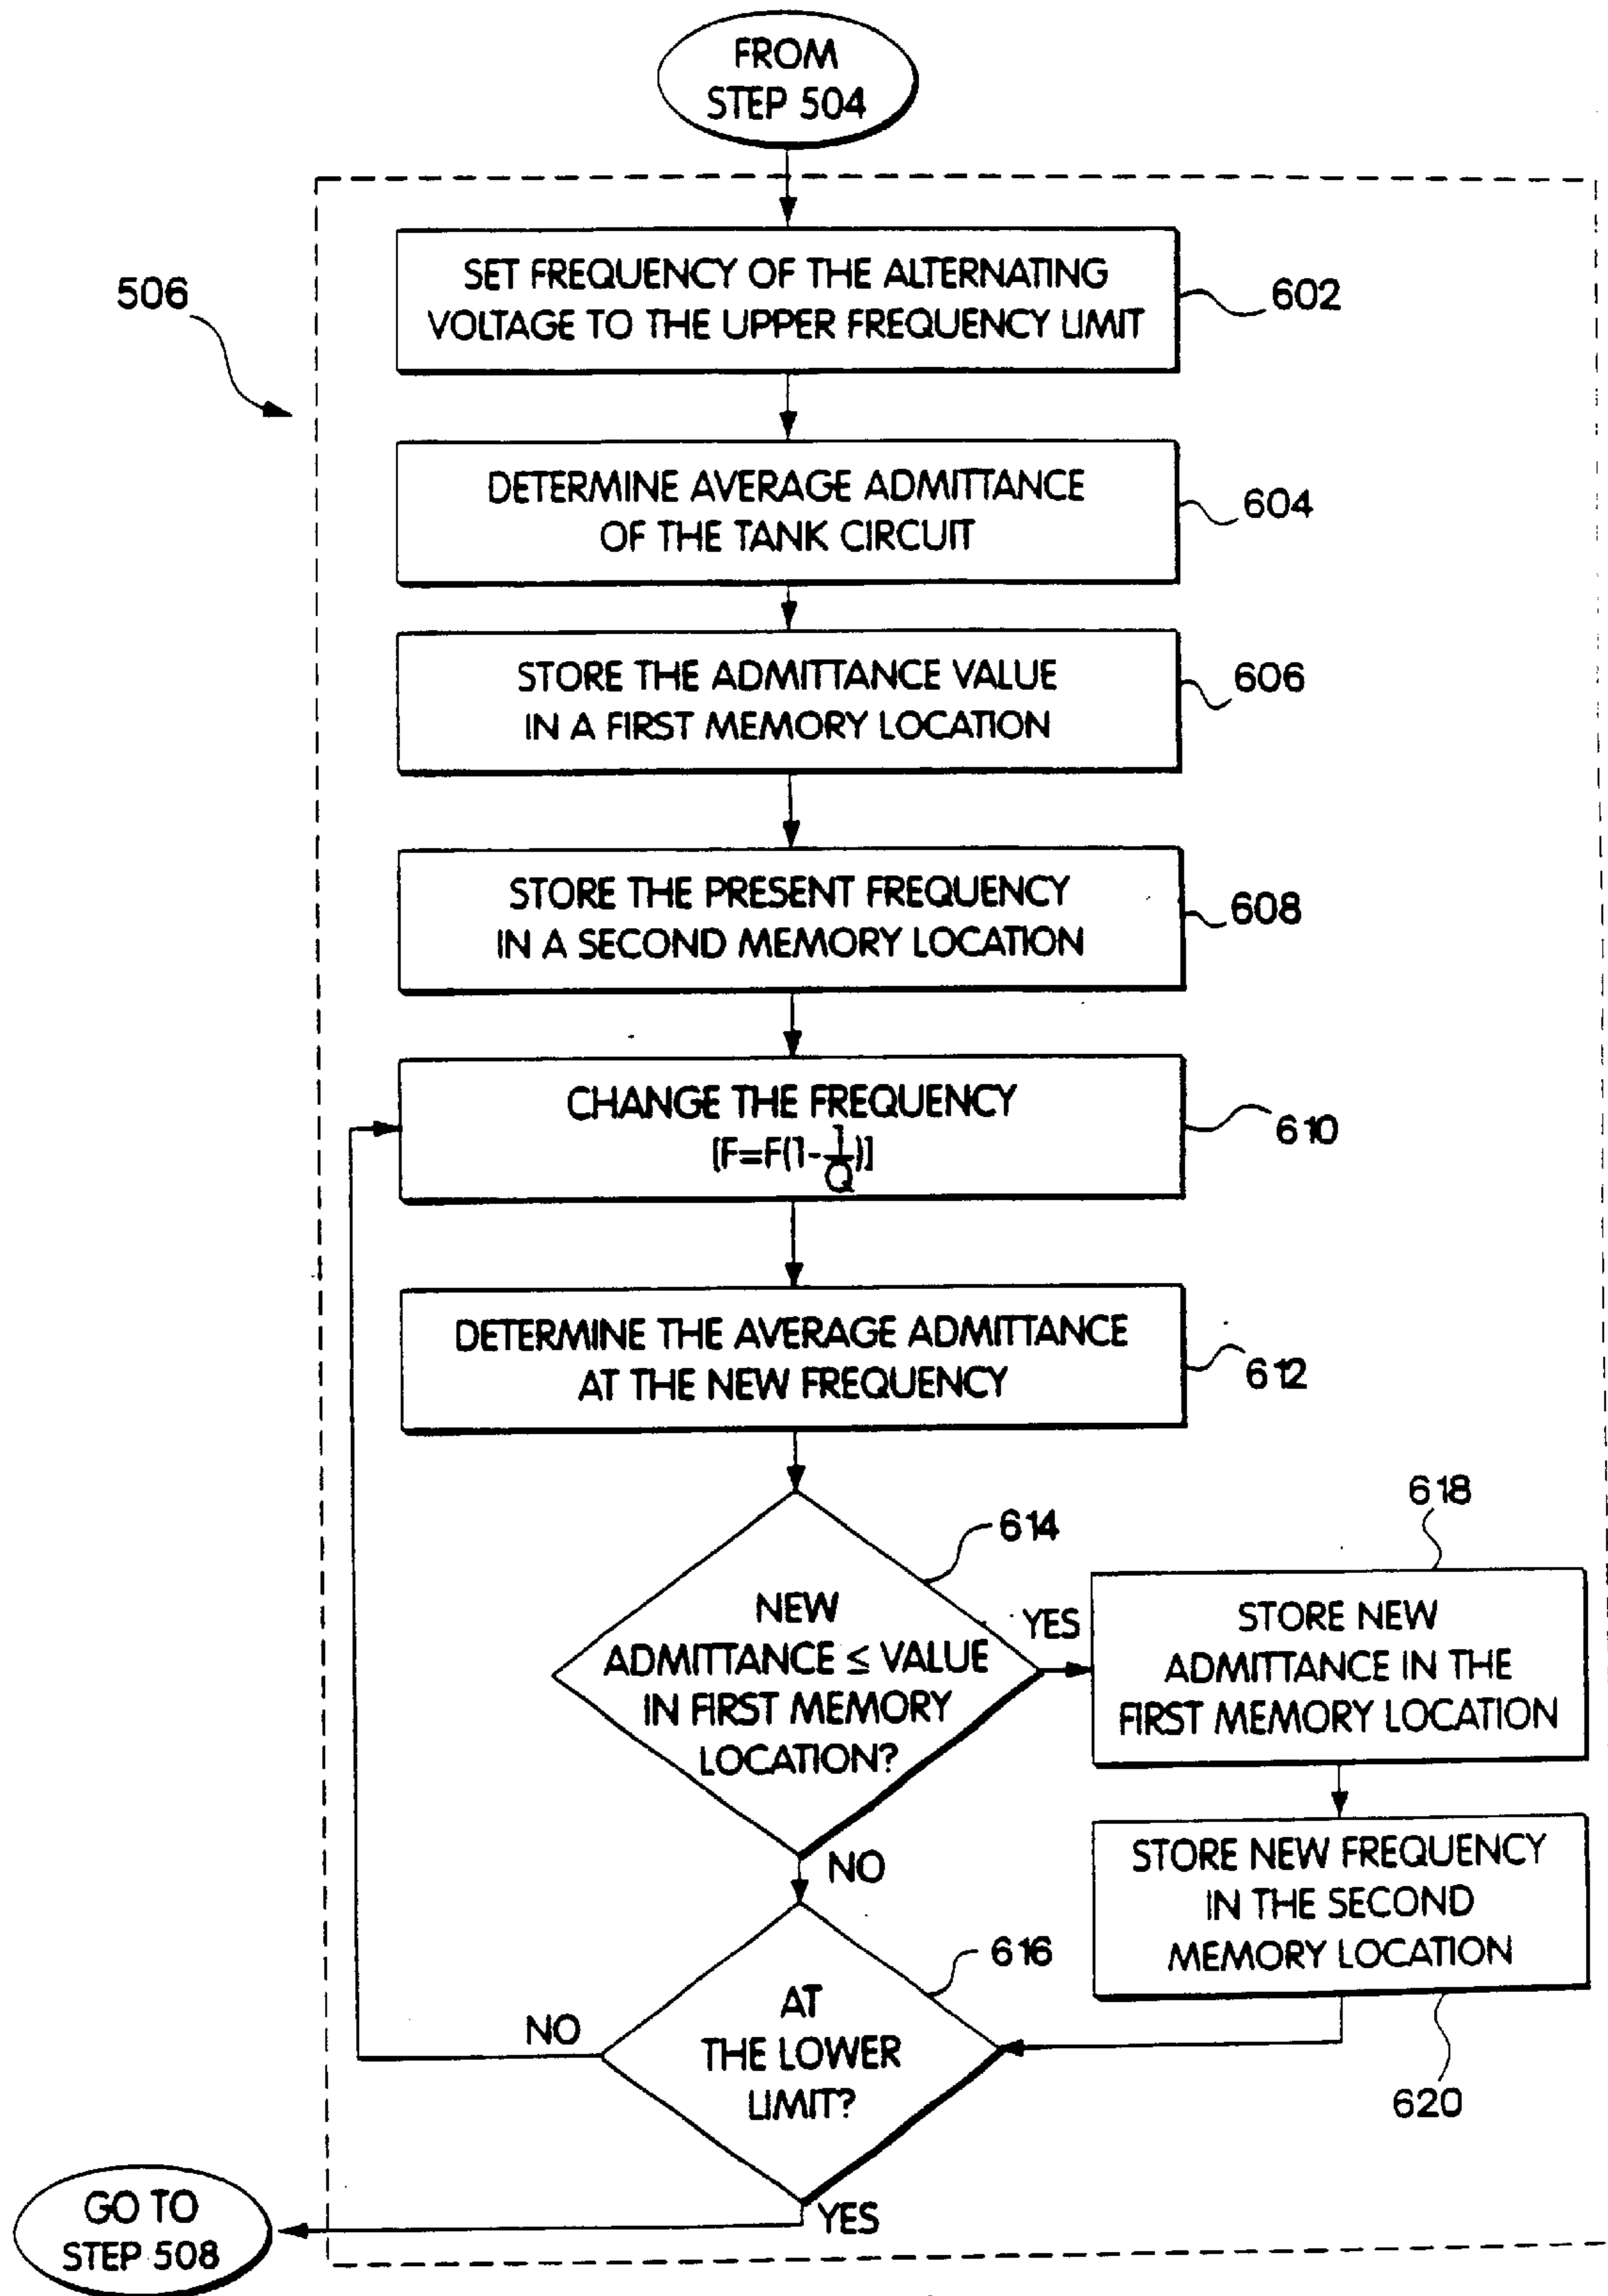 FROM
STEP 504
506
SET FREQUENCY OF THE ALTERNATING
VOLTAGE TO THE UPPER FREQUENCY LIMIT
602
DETERMINE AVERAGE ADMITTANCE
OF THE TANK CIRCUIT
604
STORE THE ADMITTANCE VALUE
IN A FIRST MEMORY LOCATION
606
STORE THE PRESENT FREQUENCY
IN A SECOND MEMORY LOCATION
608
CHANGE THE FREQUENCY
[F=F(1-1/Q)]
610
DETERMINE THE AVERAGE ADMITTANCE
AT THE NEW FREQUENCY
612
614
NEW
ADMITTANCE ≤ VALUE
IN FIRST MEMORY
LOCATION?
YES
NO
618
STORE NEW
ADMITTANCE IN THE
FIRST MEMORY LOCATION
STORE NEW FREQUENCY
IN THE SECOND
MEMORY LOCATION
620
616
AT
THE LOWER
LIMIT?
NO
YES
GO TO
STEP 508